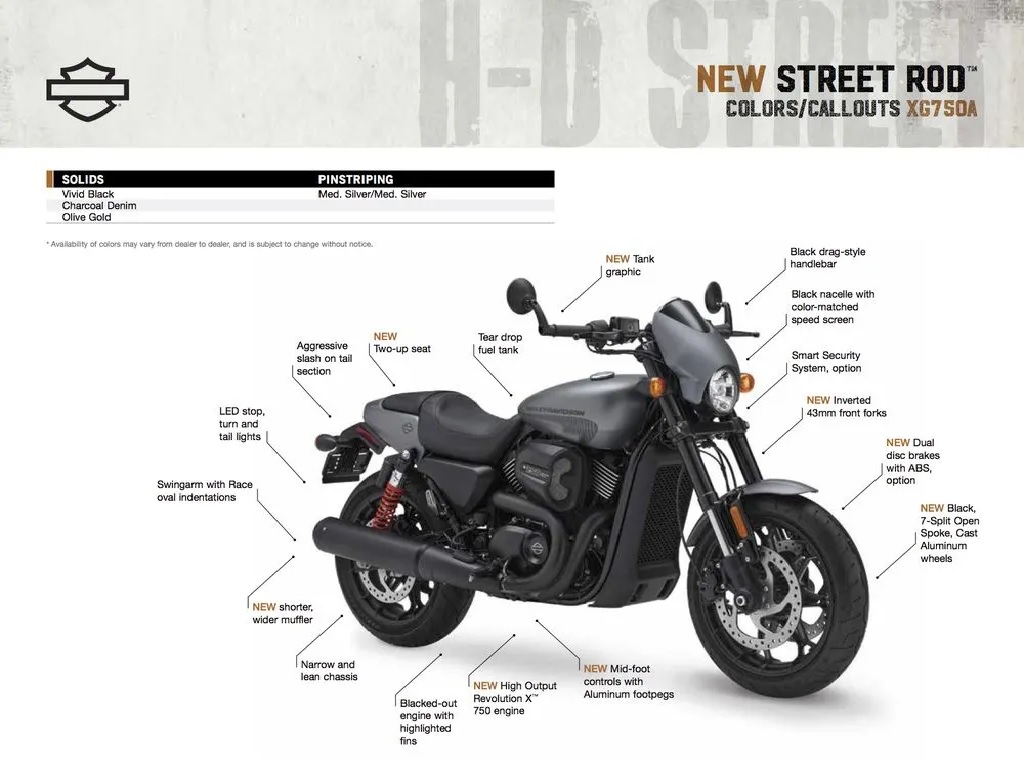 H-D STREET
NEW STREET ROD™
COLORS/CALLOUTS XG750A
SOLIDS PINSTRIPING
Vivid Black Med. Silver/Med. Silver
Charcoal Denim
Olive Gold
* Availability of colors may vary from dealer to dealer, and is subject to change without notice.
NEW Tank
graphic
Black drag-style
handlebar
Black nacelle with
color-matched
speed screen
Smart Security
System, option
NEW Inverted
43mm front forks
NEW Dual
disc brakes
with ABS,
option
NEW Black,
7-Split Open
Spoke, Cast
Aluminum
wheels
Tear drop
fuel tank
NEW
Two-up seat
Aggressive
slash on tail
section
LED stop,
turn and
tail lights
Swingarm with Race
oval indentations
NEW shorter,
wider muffler
Narrow and
lean chassis
Blacked-out
engine with
highlighted
fins
NEW High Output
Revolution X™
750 engine
NEW Mid-foot
controls with
Aluminum footpegs
HARLEY-DAVIDSON